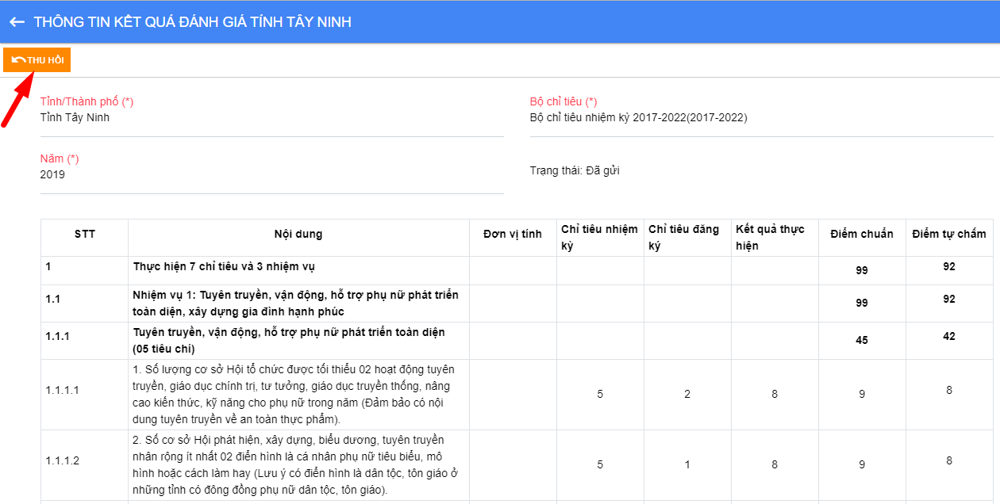 THÔNG TIN KẾT QUẢ ĐÁNH GIÁ TỈNH TÂY NINH
THU HỒI
Tỉnh/Thành phố (*)
Tỉnh Tây Ninh
Bộ chỉ tiêu (*)
Bộ chỉ tiêu nhiệm kỳ 2017-2022(2017-2022)
Năm (*)
2019
Trạng thái: Đã gửi
STT
Nội dung
Đơn vị tính
Chỉ tiêu nhiệm
kỳ
Chỉ tiêu đăng
ký
Kết quả thực
hiện
Điểm chuẩn
Điểm tự chấm
1
Thực hiện 7 chỉ tiêu và 3 nhiệm vụ
99
92
1.1
Nhiệm vụ 1: Tuyên truyền, vận động, hỗ trợ phụ nữ phát triển
toàn diện, xây dựng gia đình hạnh phúc
99
92
1.1.1
Tuyên truyền, vận động, hỗ trợ phụ nữ phát triển toàn diện
(05 tiêu chí)
45
42
1.1.1.1
1. Số lượng cơ sở Hội tổ chức được tối thiểu 02 hoạt động tuyên
truyền, giáo dục chính trị, tư tưởng, giáo dục truyền thống, nâng
cao kiến thức, kỹ năng cho phụ nữ trong năm (Đảm bảo có nội
dung tuyên truyền về an toàn thực phẩm).
5
2
8
9
8
1.1.1.2
2. Số cơ sở Hội phát hiện, xây dựng, biểu dương, tuyên truyền
nhân rộng ít nhất 02 điển hình là cá nhân phụ nữ tiêu biểu, mô
hình hoặc cách làm hay (Lưu ý có điển hình là dân tộc, tôn giáo ở
những tỉnh có đông đồng phụ nữ dân tộc, tôn giáo).
5
1
8
9
8